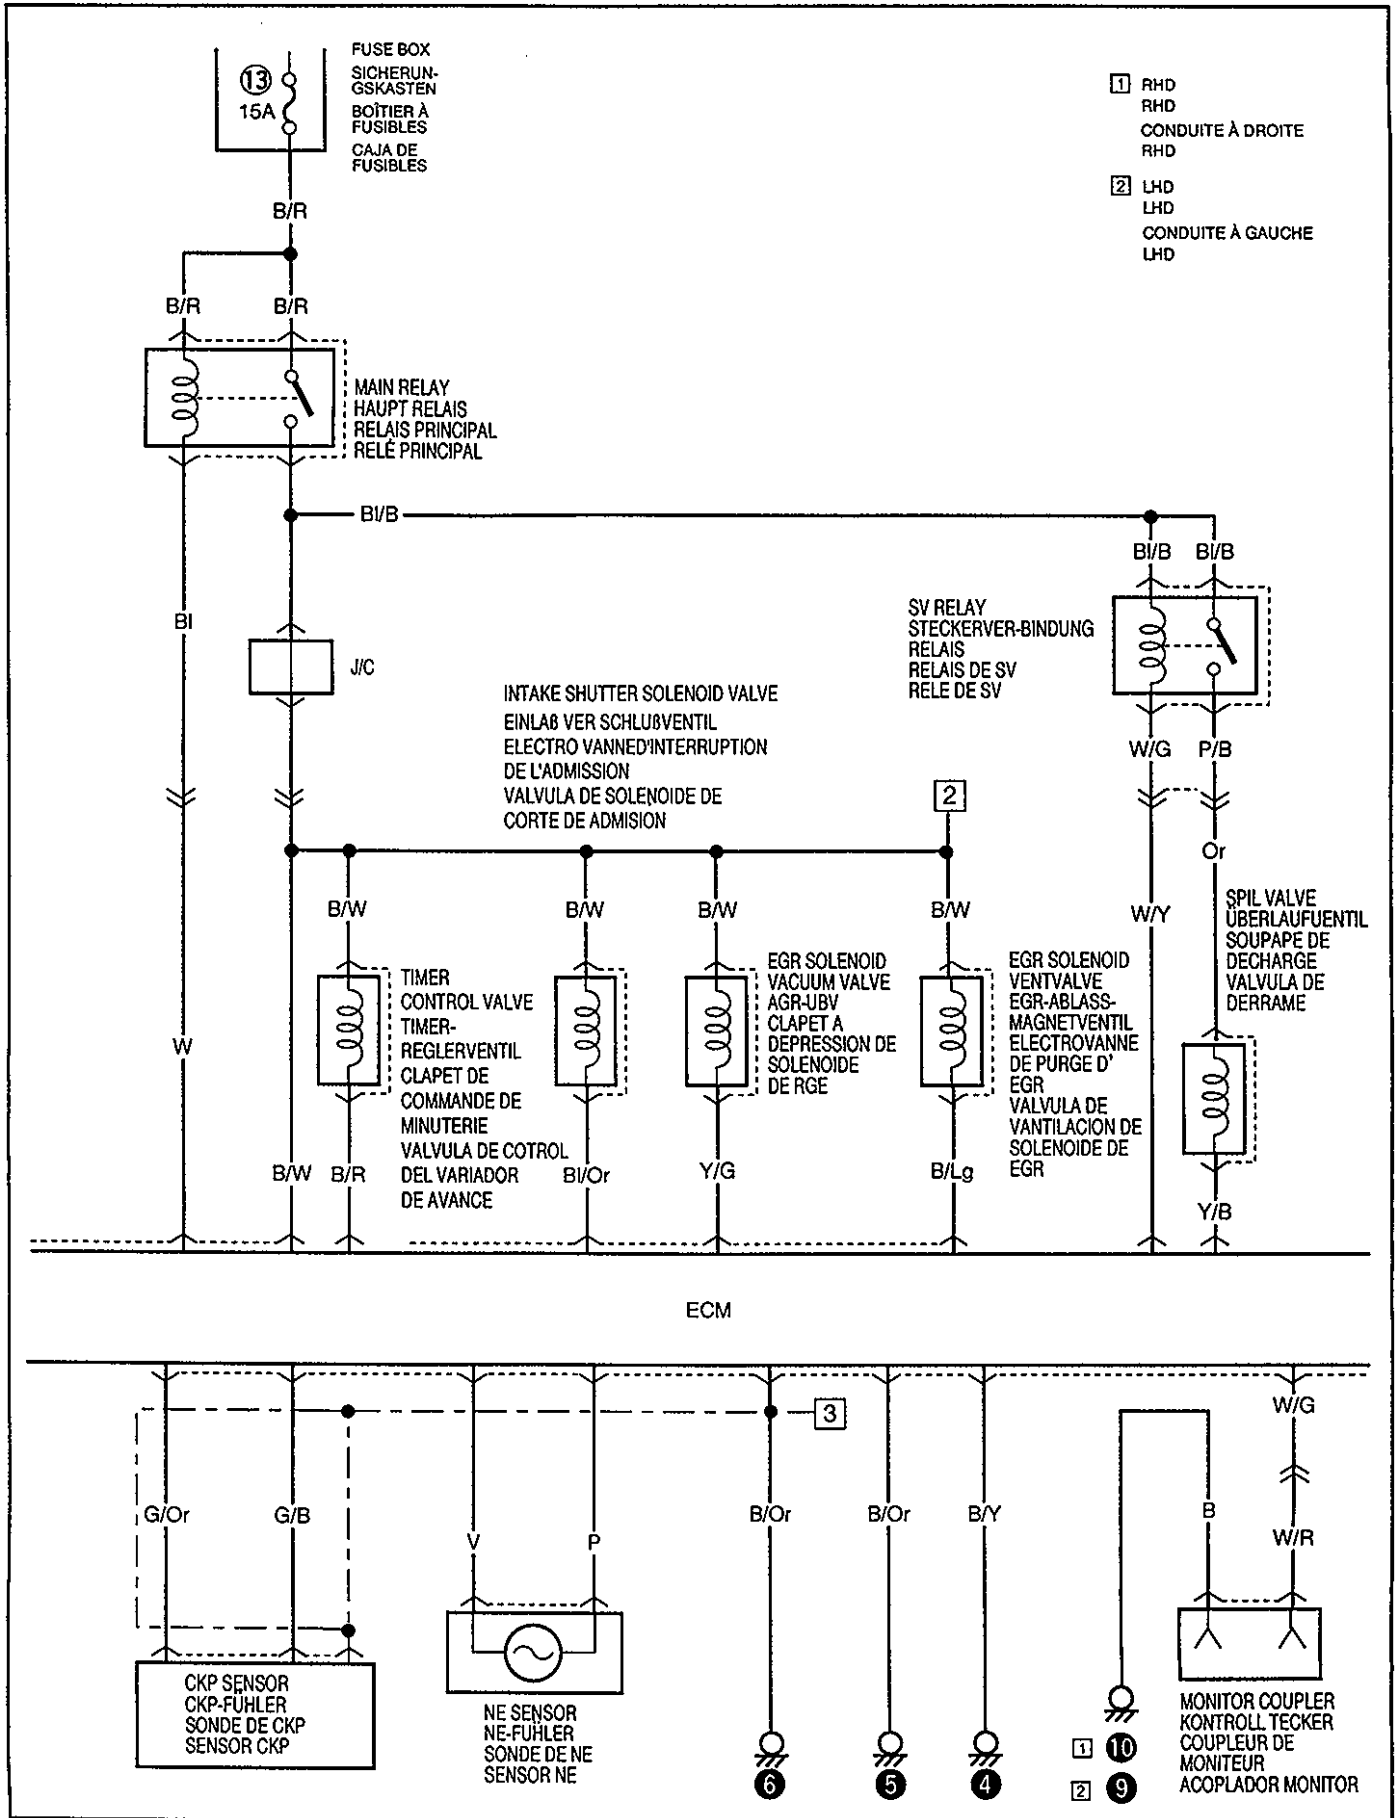 FUSE BOX
SICHERUN-
GSKASTEN
BOÎTIER À
FUSIBLES
CAJA DE
FUSIBLES
13
15A
1 RHD
RHD
CONDUITE À DROITE
RHD
2 LHD
LHD
CONDUITE À GAUCHE
LHD
B/R
B/R B/R
MAIN RELAY
HAUPT RELAIS
RELAIS PRINCIPAL
RELÉ PRINCIPAL
Bl/B
Bl/B Bl/B
SV RELAY
STECKERVER-BINDUNG
RELAIS
RELAIS DE SV
RELE DE SV
Bl
J/C
INTAKE SHUTTER SOLENOID VALVE
EINLAß VER SCHLUßVENTIL
ELECTRO VANNED'INTERRUPTION
DE L'ADMISSION
VALVULA DE SOLENOIDE DE
CORTE DE ADMISION
W/G P/B
2
Or
B/W B/W B/W B/W W/Y
SPIL VALVE
ÜBERLAUFUENTIL
SOUPAPE DE
DECHARGE
VALVULA DE
DERRAME
TIMER
CONTROL VALVE
TIMER-
REGLERVENTIL
CLAPET DE
COMMANDE DE
MINUTERIE
VALVULA DE COTROL
DEL VARIADOR
DE AVANCE
EGR SOLENOID
VACUUM VALVE
AGR-UBV
CLAPET A
DEPRESSION DE
SOLENOIDE
DE RGE
EGR SOLENOID
VENTVALVE
EGR-ABLASS-
MAGNETVENTIL
ELECTROVANNE
DE PURGE D'
EGR
VALVULA DE
VANTILACION DE
SOLENOIDE DE
EGR
W
B/W B/R Bl/Or Y/G B/Lg
Y/B
ECM
3
W/G
G/Or G/B V P B/Or B/Or B/Y B W/R
CKP SENSOR
CKP-FÜHLER
SONDE DE CKP
SENSOR CKP
NE SENSOR
NE-FÜHLER
SONDE DE NE
SENSOR NE
6 5 4
1 10
2 9
MONITOR COUPLER
KONTROLL TECKER
COUPLEUR DE
MONITEUR
ACOPLADOR MONITOR